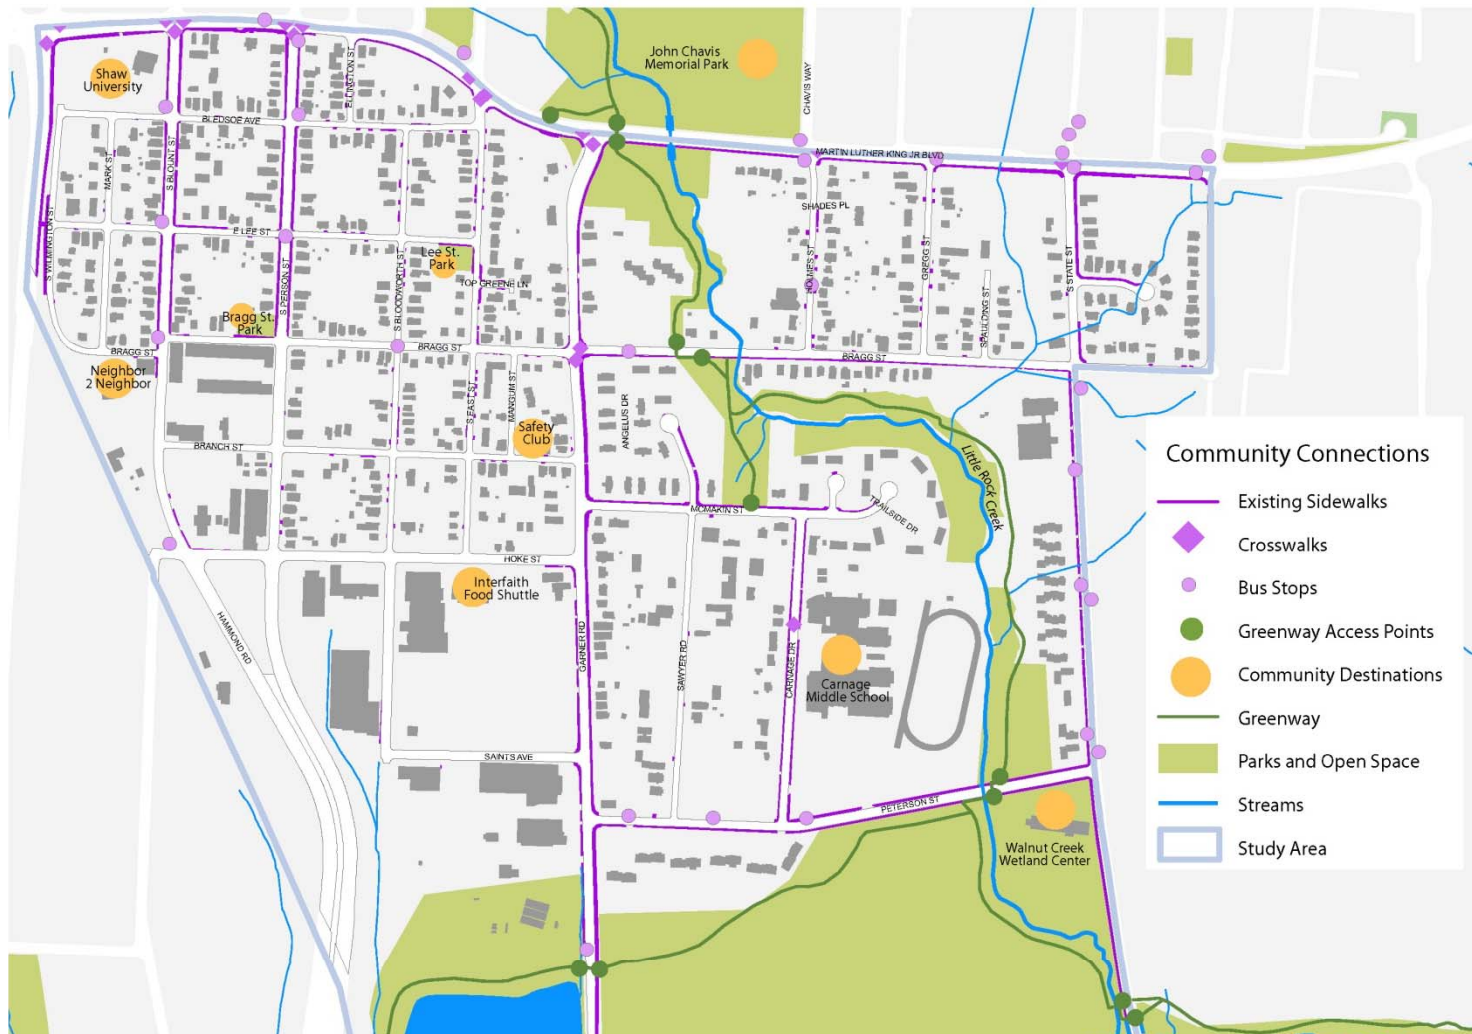 John Chavis
Memorial Park
CHAVIS WAY
Shaw
University
ELLINGTON ST
BLEDSOE AVE
MARK ST
S BLOUNT ST
MARTIN LUTHER KING JR BLVD
S WILMINGTON ST
E LEE ST
S PERSON ST
S BLOODWORTH ST
Lee St.
Park
TOP GREENE LN
SHADES PL
HOLMES ST
GREGG ST
S STATE ST
SPAULDING ST
Bragg St.
Park
BRAGG ST
BRAGG ST
BRAGG ST
Neighbor
2 Neighbor
S EAST ST
MANGUM ST
ANGELUS DR
Safety
Club
BRANCH ST
Little Rock Creek
MCMAKIN ST
TRAILSIDE DR
HOKE ST
Interfaith
Food Shuttle
HAMMOND RD
GARNER RD
SAWYER RD
CARNAGE DR
Carnage
Middle School
SAINTS AVE
PETERSON ST
Walnut Creek
Wetland Center
Community Connections
Existing Sidewalks
Crosswalks
Bus Stops
Greenway Access Points
Community Destinations
Greenway
Parks and Open Space
Streams
Study Area